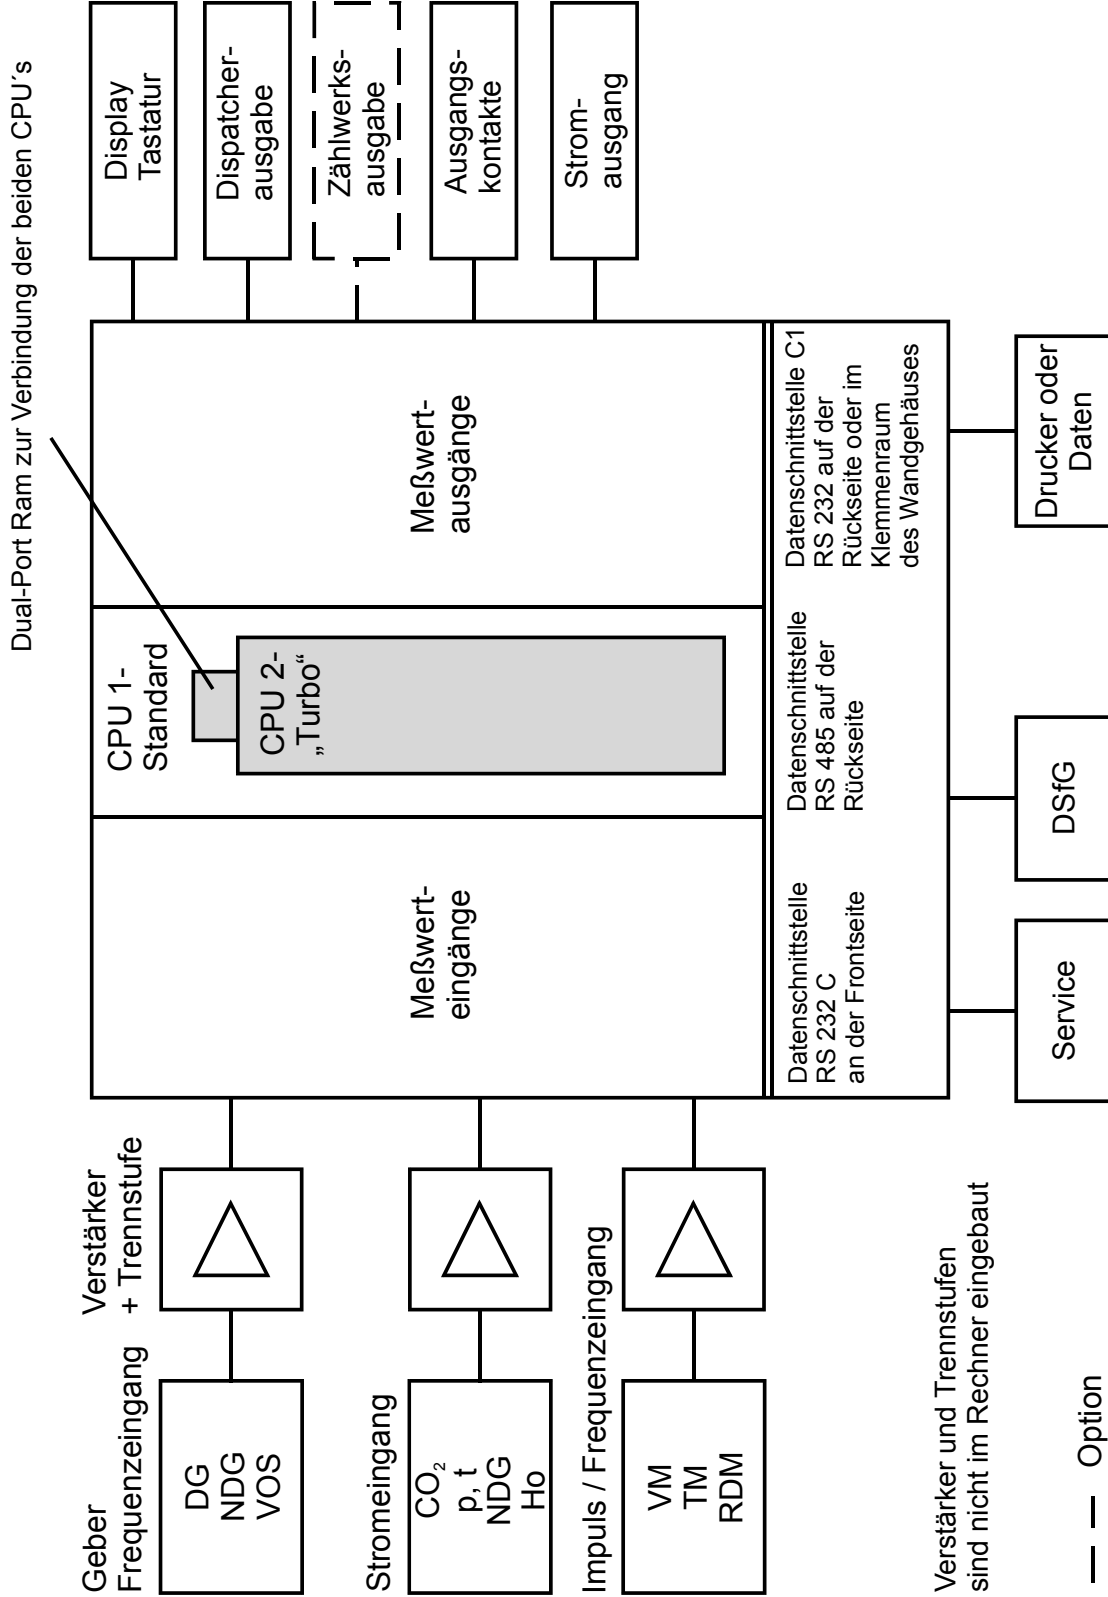 Dual-Port Ram zur Verbindung der beiden CPU´s
Geber
Frequenzeingang
Verstärker
+ Trennstufe
DG
NDG
VOS
Stromeingang
CO2
p, t
NDG
Ho
Impuls / Frequenzeingang
VM
TM
RDM
Meßwert-
eingänge
CPU 1-
Standard
CPU 2-
„Turbo“
Meßwert-
ausgänge
Display
Tastatur
Dispatcher-
ausgabe
Zählwerks-
ausgabe
Ausgangs-
kontakte
Strom-
ausgang
Datenschnittstelle
RS 232 C
an der Frontseite
Datenschnittstelle
RS 485 auf der
Rückseite
Datenschnittstelle C1
RS 232 auf der
Rückseite oder im
Klemmenraum
des Wandgehäuses
Service
DSfG
Drucker oder
Daten
Verstärker und Trennstufen
sind nicht im Rechner eingebaut
Option